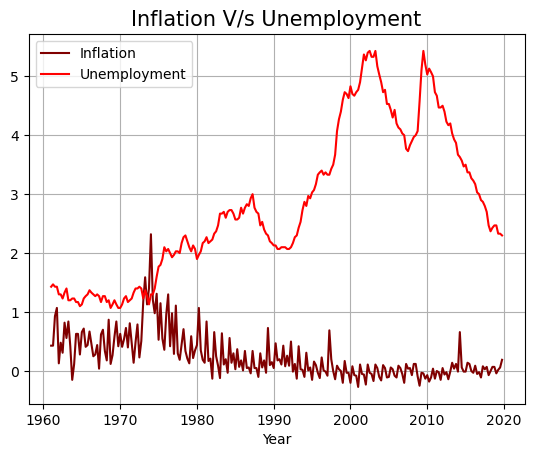 Inflation V/s Unemployment
Inflation
Unemployment
5
4
3
2
1
0
1960 1970 1980 1990 2000 2010 2020
Year